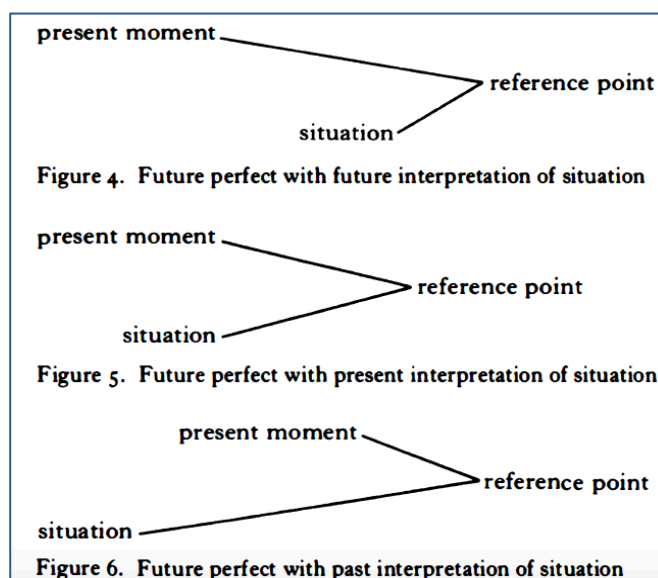 present moment
reference point
situation
Figure 4. Future perfect with future interpretation of situation
present moment
reference point
situation
Figure 5. Future perfect with present interpretation of situation
present moment
reference point
situation
Figure 6. Future perfect with past interpretation of situation